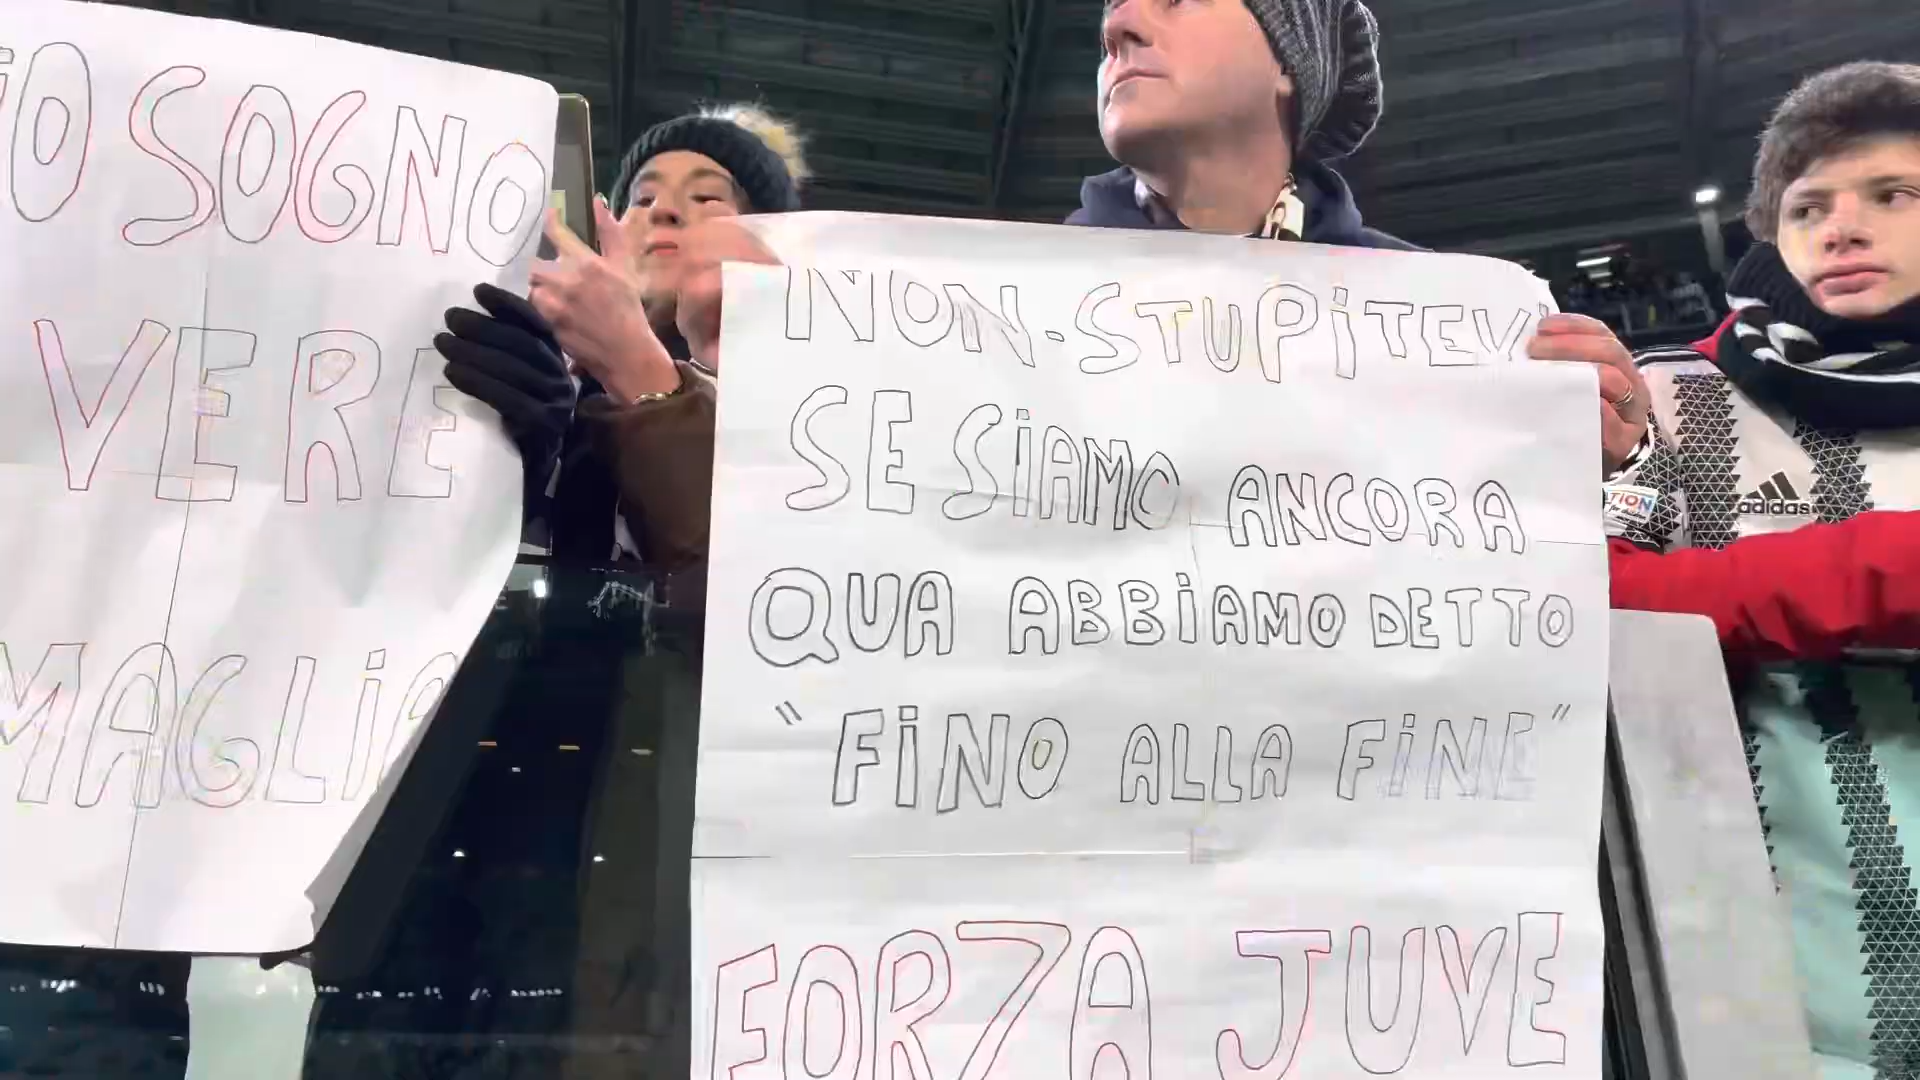 SOGNO
VERE
MAGLIA
NON-STUPITEVI
SE SiAMO ANCORA
QUA ABBiAMO DETTO
"FiNO ALLA FiNE"
FORZA JUVE
adidas